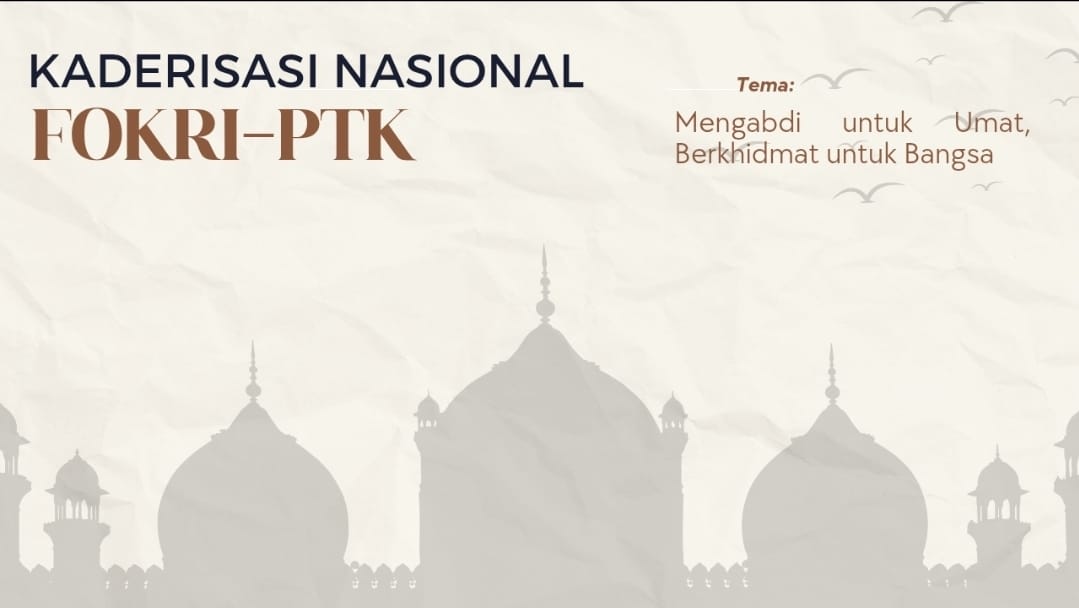 KADERISASI NASIONAL
FOKRI-PTK
Tema:
Mengabdi untuk Umat,
Berkhidmat untuk Bangsa